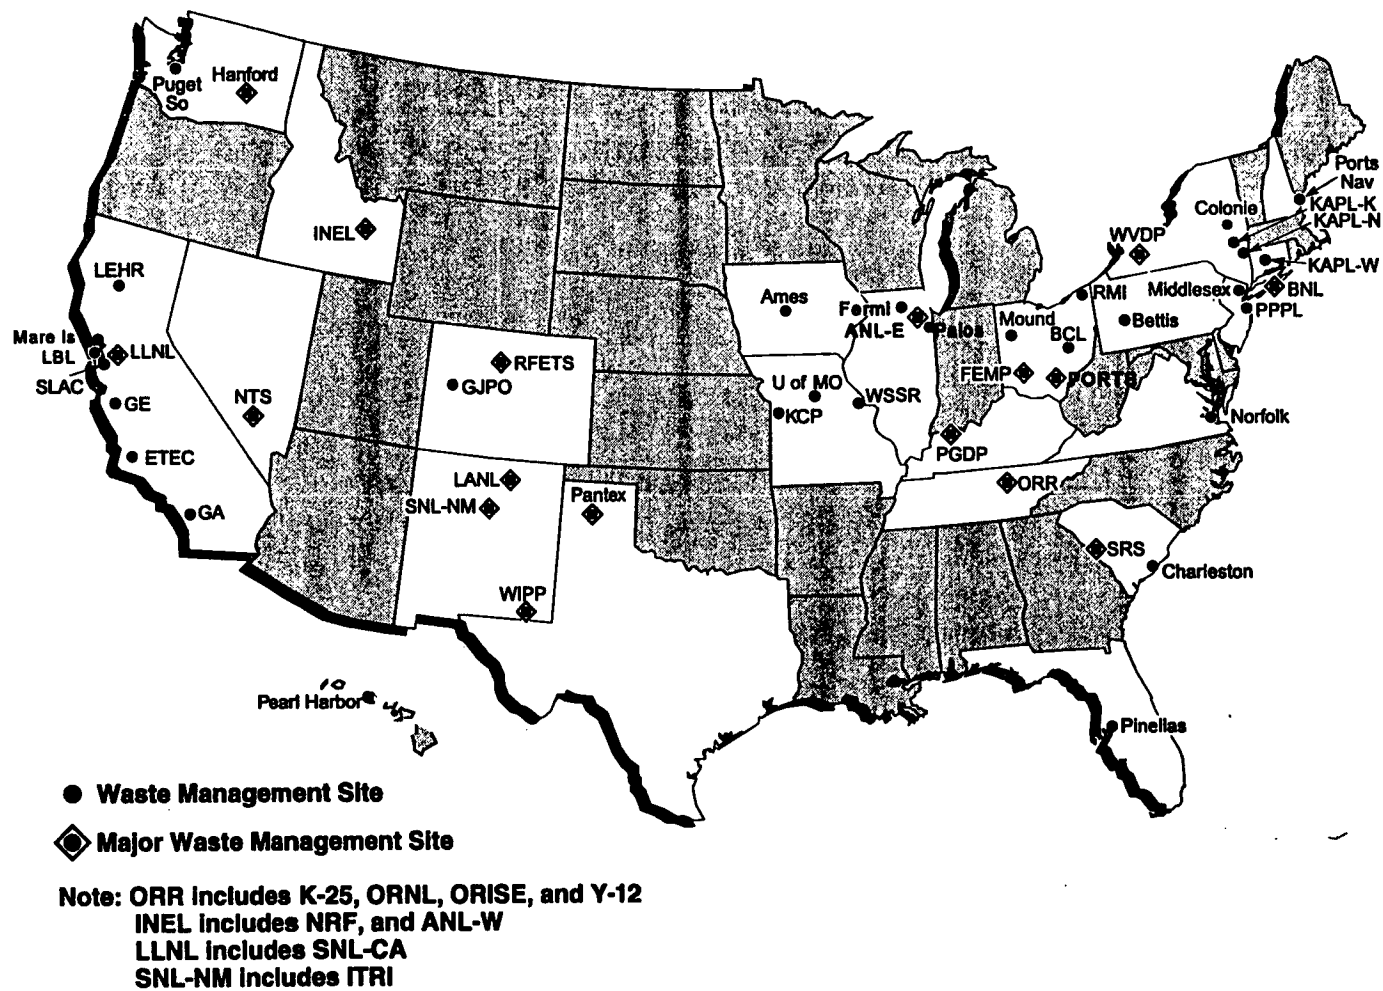 Puget
So
Hanford
INEL
LEHR
Mare Is
LBL
LLNL
SLAC
GE
NTS
ETEC
GA
RFETS
GJPO
LANL
SNL-NM
WIPP
Pantex
Ames
U of MO
KCP
WSSR
Fermi
ANL-E
Palos
Mound
BCL
FEMP
PORTS
PGDP
ORR
SRS
Charleston
Pinellas
Norfolk
RMI
Bettis
Middlesex
PPPL
BNL
WVDP
Colonie
Ports
Nav
KAPL-K
KAPL-N
KAPL-W
Pearl Harbor
Waste Management Site
Major Waste Management Site
Note: ORR includes K-25, ORNL, ORISE, and Y-12
INEL includes NRF, and ANL-W
LLNL includes SNL-CA
SNL-NM includes ITRI